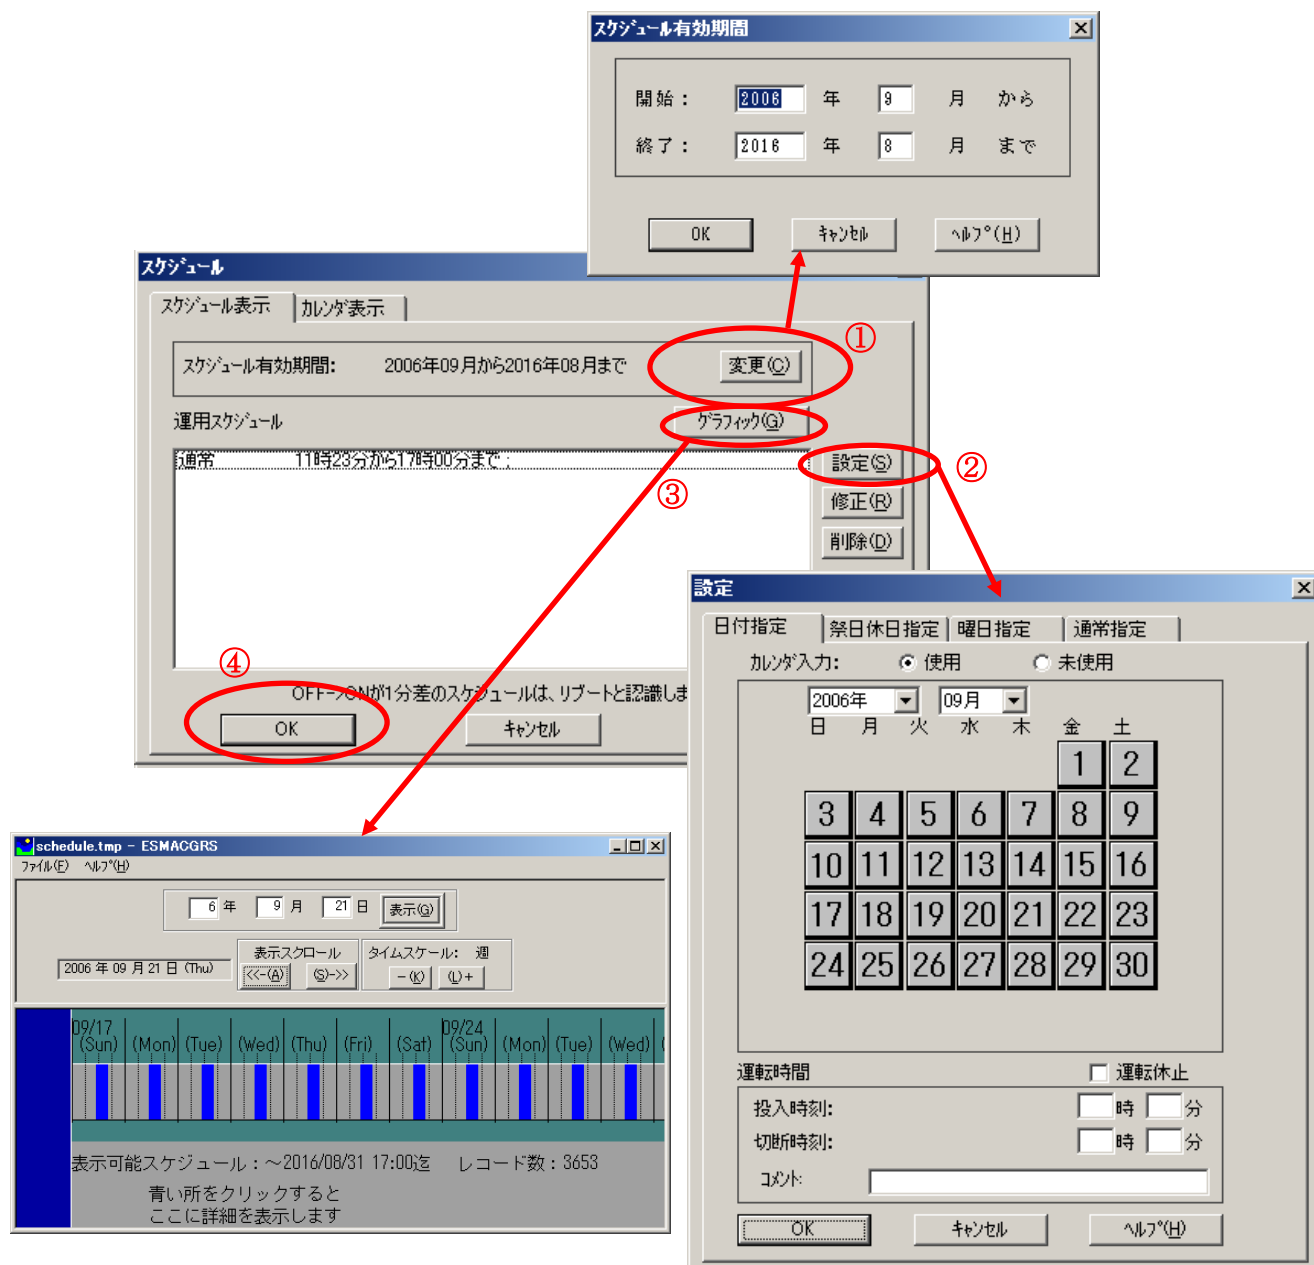 スケジュール有効期間
開始： 2006 年 9 月 から
終了： 2016 年 8 月 まで
OK キャンセル ヘルプ(H)
スケジュール
スケジュール表示 カレンダ表示
①
スケジュール有効期間: 2006年09月から2016年08月まで 変更(C)
運用スケジュール グラフィック(G)
通常 11時23分から17時00分まで ;
設定(S)
②
③
修正(R)
削除(D)
④
OFF->ONが1分差のスケジュールは、リブートと認識しま
OK キャンセル
設定
日付指定 祭日休日指定 曜日指定 通常指定
カレンダ入力: 使用 未使用
2006年 09月
日 月 火 水 木 金 土
1 2
3 4 5 6 7 8 9
10 11 12 13 14 15 16
17 18 19 20 21 22 23
24 25 26 27 28 29 30
運転時間 運転休止
投入時刻: 時 分
切断時刻: 時 分
コメント:
OK キャンセル ヘルプ(H)
schedule.tmp - ESMACGRS
ファイル(F) ヘルプ(H)
6 年 9 月 21 日 表示(G)
2006 年 09 月 21 日 (Thu)
表示スクロール タイムスケール: 週
<<-(A) (S)->> -(K) (L)+
09/17 09/24
(Sun) (Mon) (Tue) (Wed) (Thu) (Fri) (Sat) (Sun) (Mon) (Tue) (Wed) (
表示可能スケジュール：～2016/08/31 17:00迄 レコード数：3653
青い所をクリックすると
ここに詳細を表示します